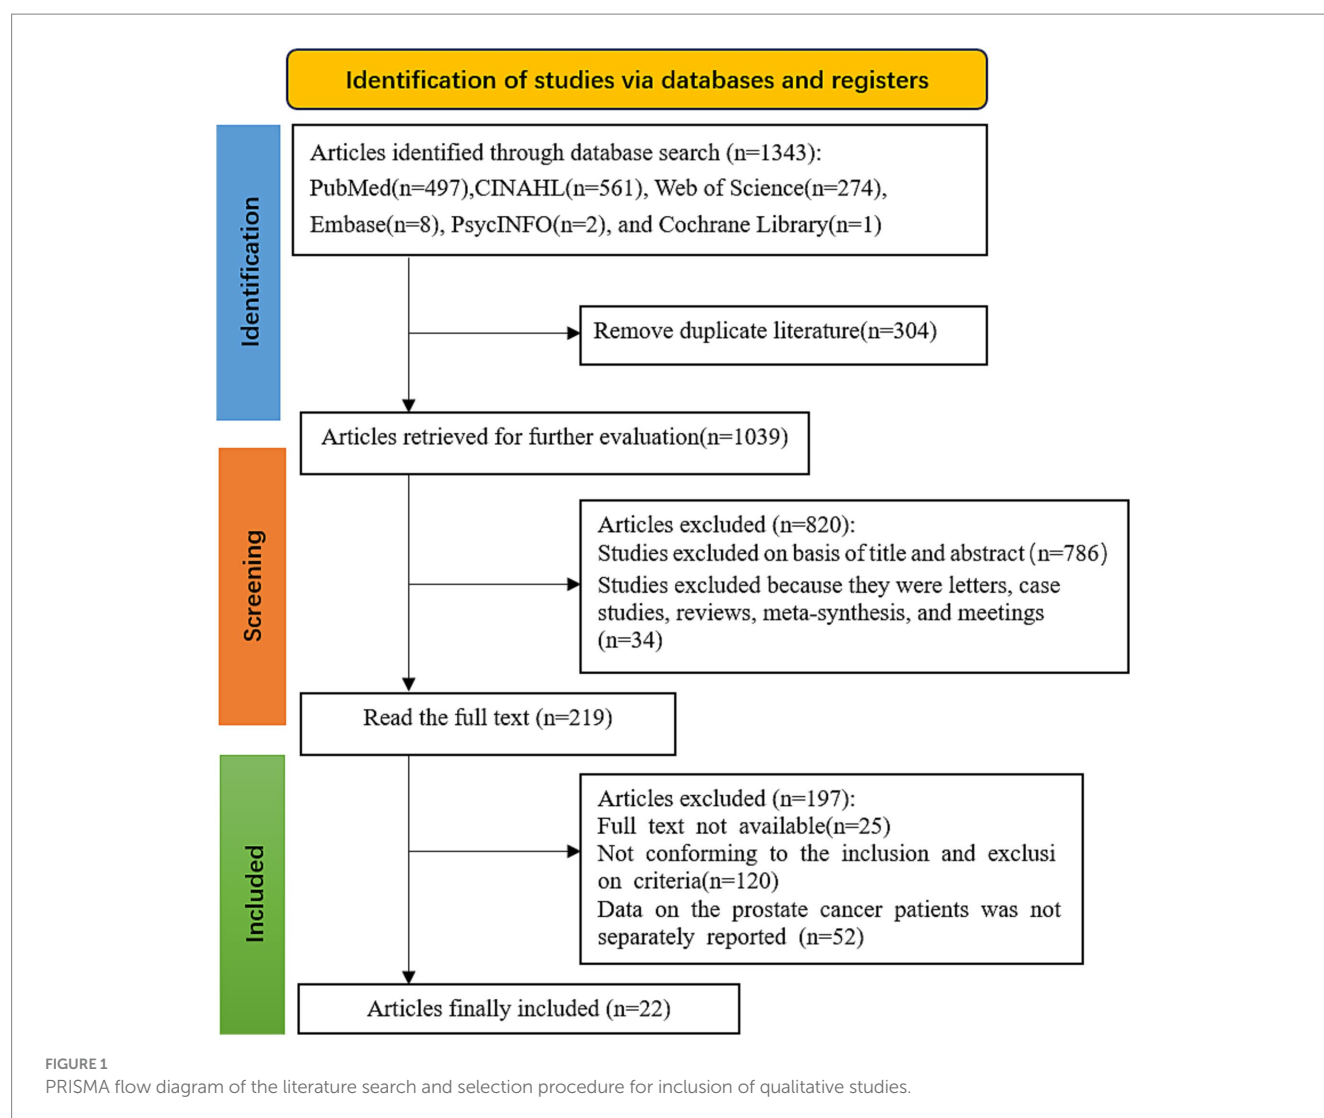 Identification of studies via databases and registers
Identification
Articles identified through database search (n=1343):
PubMed(n=497),CINAHL(n=561), Web of Science(n=274),
Embase(n=8), PsycINFO(n=2), and Cochrane Library(n=1)
Remove duplicate literature(n=304)
Articles retrieved for further evaluation(n=1039)
Screening
Articles excluded (n=820):
Studies excluded on basis of title and abstract (n=786)
Studies excluded because they were letters, case
studies, reviews, meta-synthesis, and meetings
(n=34)
Read the full text (n=219)
Included
Articles excluded (n=197):
Full text not available(n=25)
Not conforming to the inclusion and exclusi
on criteria(n=120)
Data on the prostate cancer patients was not
separately reported (n=52)
Articles finally included (n=22)
FIGURE 1
PRISMA flow diagram of the literature search and selection procedure for inclusion of qualitative studies.